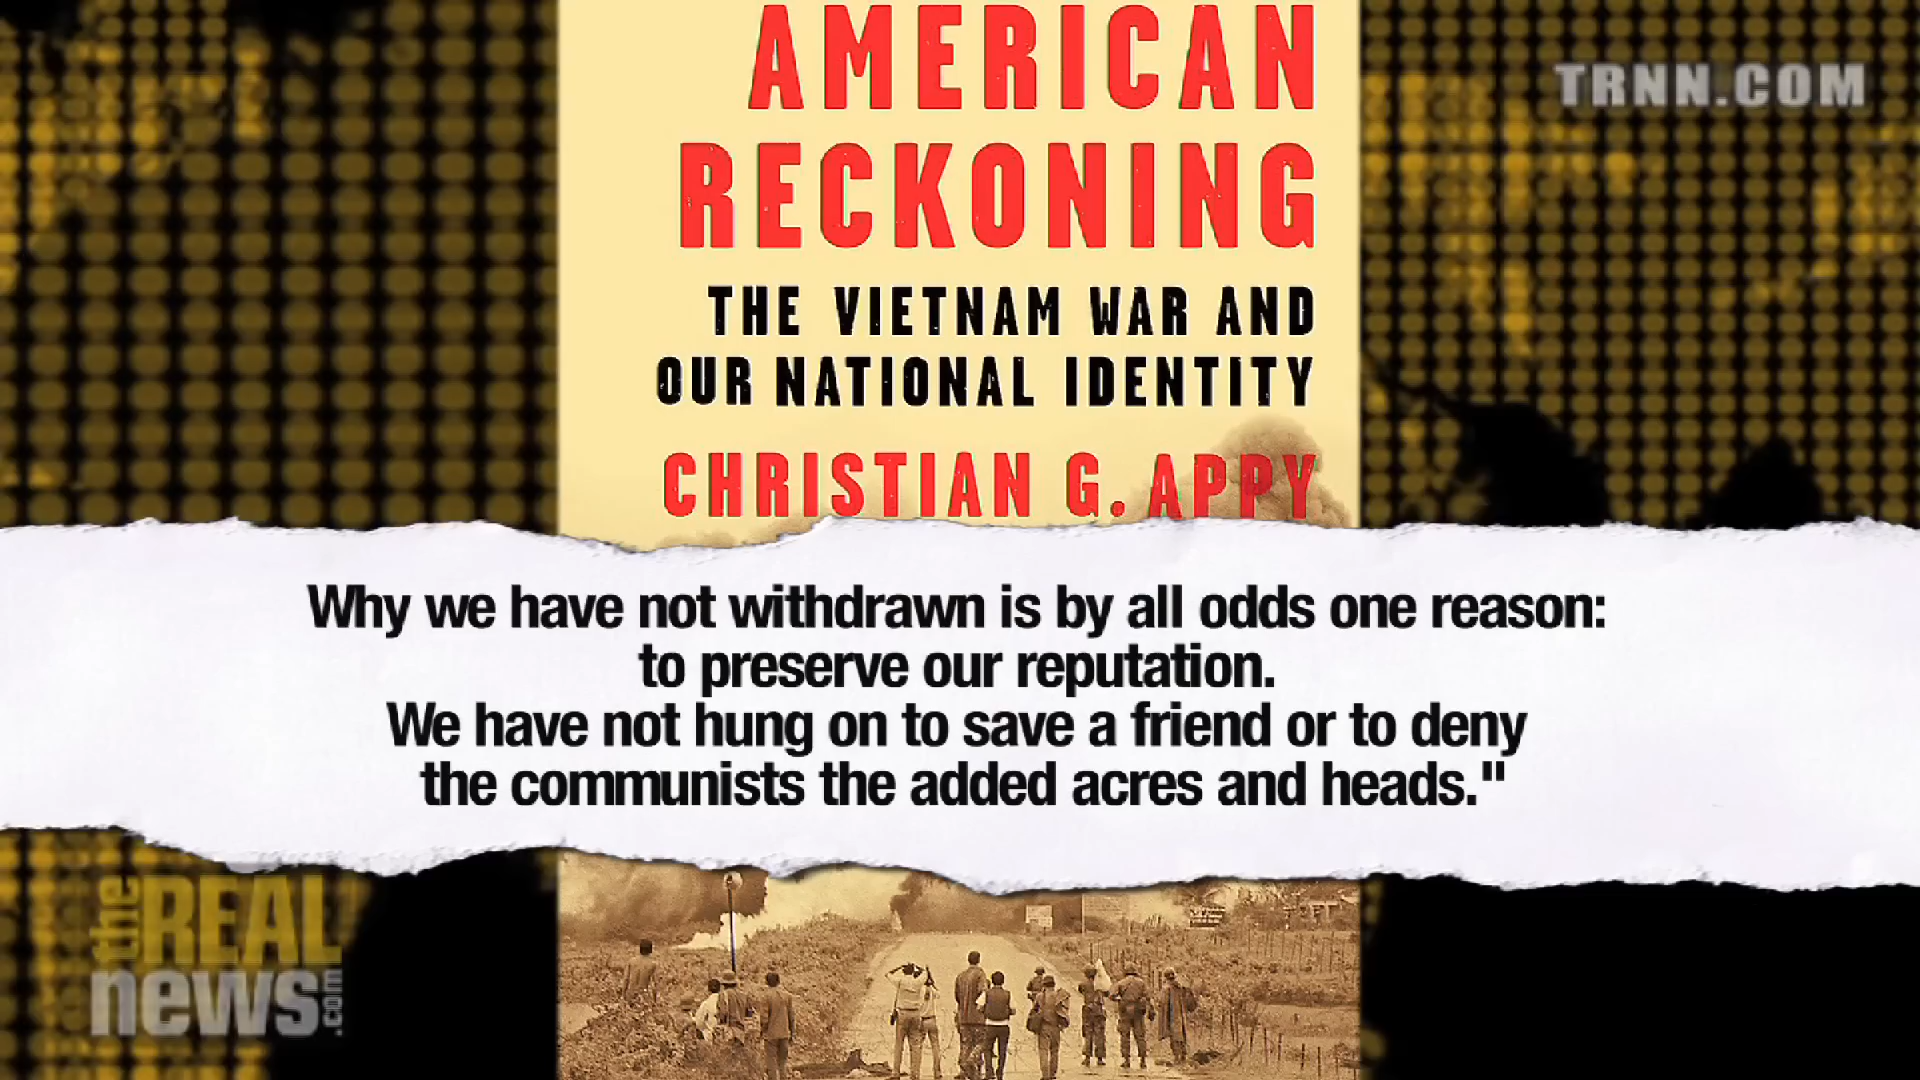 AMERICAN
RECKONING
THE VIETNAM WAR AND
OUR NATIONAL IDENTITY
CHRISTIAN G. APPY
TRNN.COM
Why we have not withdrawn is by all odds one reason:
to preserve our reputation.
We have not hung on to save a friend or to deny
the communists the added acres and heads."
the REAL
news.com